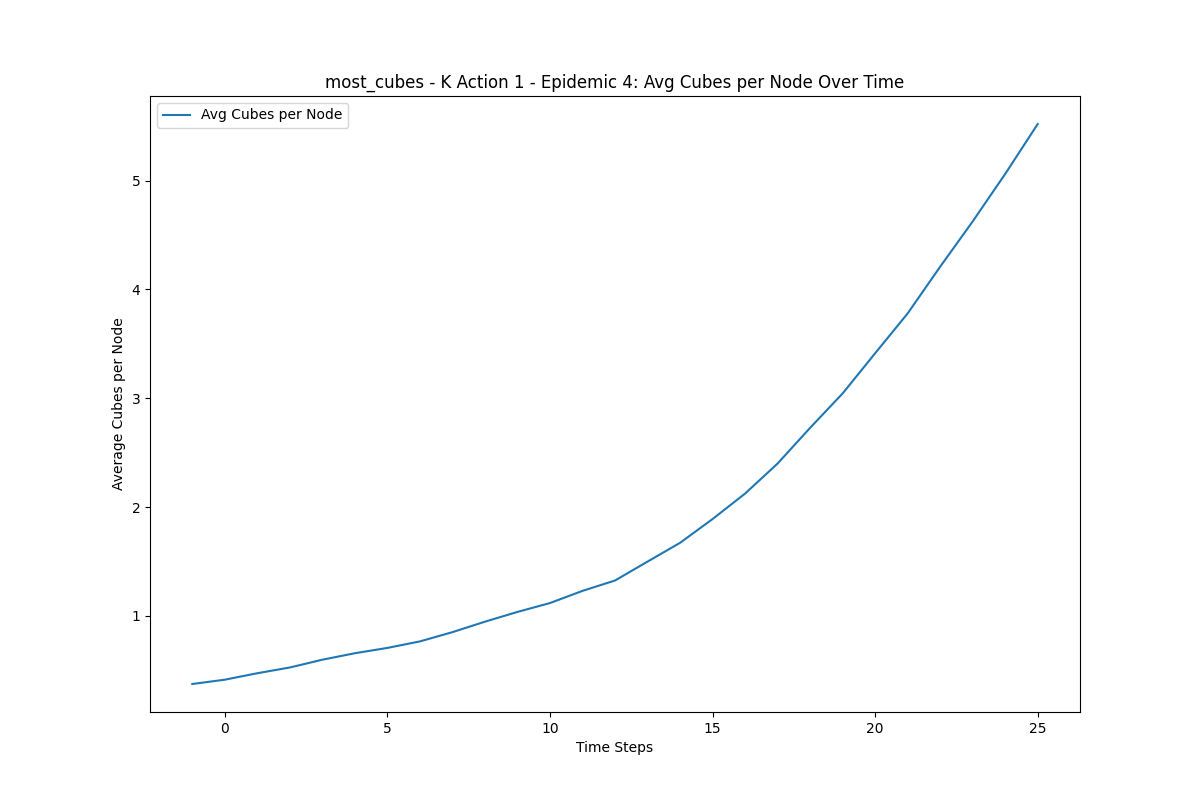 most_cubes - K Action 1 - Epidemic 4: Avg Cubes per Node Over Time
Avg Cubes per Node
5
4
3
2
1
Average Cubes per Node
0 5 10 15 20 25
Time Steps